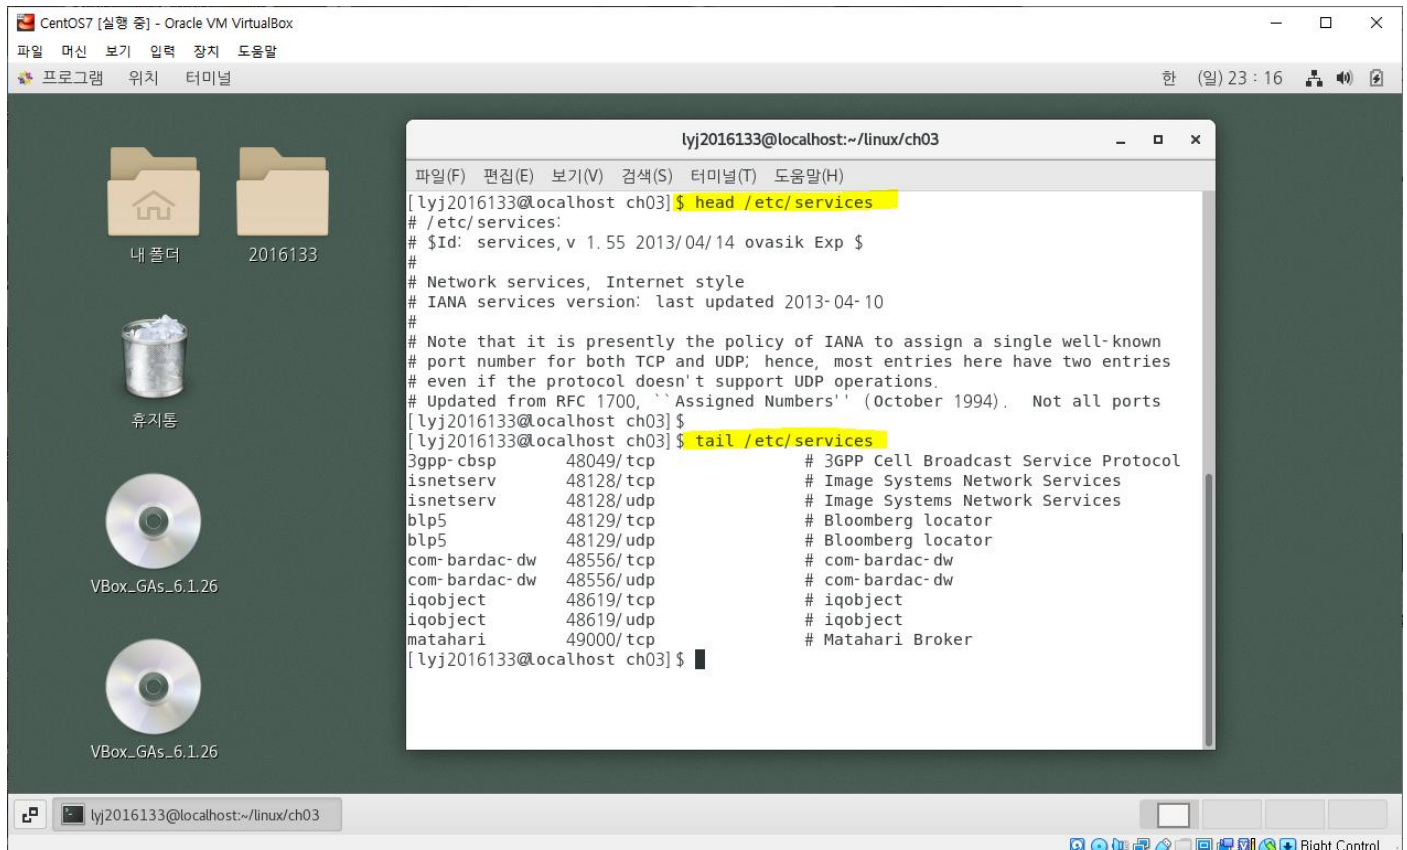 CentOS7 [실행 중] - Oracle VM VirtualBox
파일 머신 보기 입력 장치 도움말
프로그램 위치 터미널 한 (일) 23 : 16
lyj2016133@localhost:~/linux/ch03
파일(F) 편집(E) 보기(V) 검색(S) 터미널(T) 도움말(H)
[lyj2016133@localhost ch03]$ head /etc/services
# /etc/services:
# $Id: services,v 1.55 2013/04/14 ovasik Exp $
#
# Network services, Internet style
# IANA services version: last updated 2013-04-10
#
# Note that it is presently the policy of IANA to assign a single well-known
# port number for both TCP and UDP; hence, most entries here have two entries
# even if the protocol doesn't support UDP operations.
# Updated from RFC 1700, ``Assigned Numbers'' (October 1994).  Not all ports
[lyj2016133@localhost ch03]$
[lyj2016133@localhost ch03]$ tail /etc/services
3gpp-cbsp 48049/tcp # 3GPP Cell Broadcast Service Protocol
isnetserv 48128/tcp # Image Systems Network Services
isnetserv 48128/udp # Image Systems Network Services
blp5 48129/tcp # Bloomberg locator
blp5 48129/udp # Bloomberg locator
com-bardac-dw 48556/tcp # com-bardac-dw
com-bardac-dw 48556/udp # com-bardac-dw
iqobject 48619/tcp # iqobject
iqobject 48619/udp # iqobject
matahari 49000/tcp # Matahari Broker
[lyj2016133@localhost ch03]$
내 폴더
2016133
휴지통
VBox_GAs_6.1.26
VBox_GAs_6.1.26
lyj2016133@localhost:~/linux/ch03
Right Control